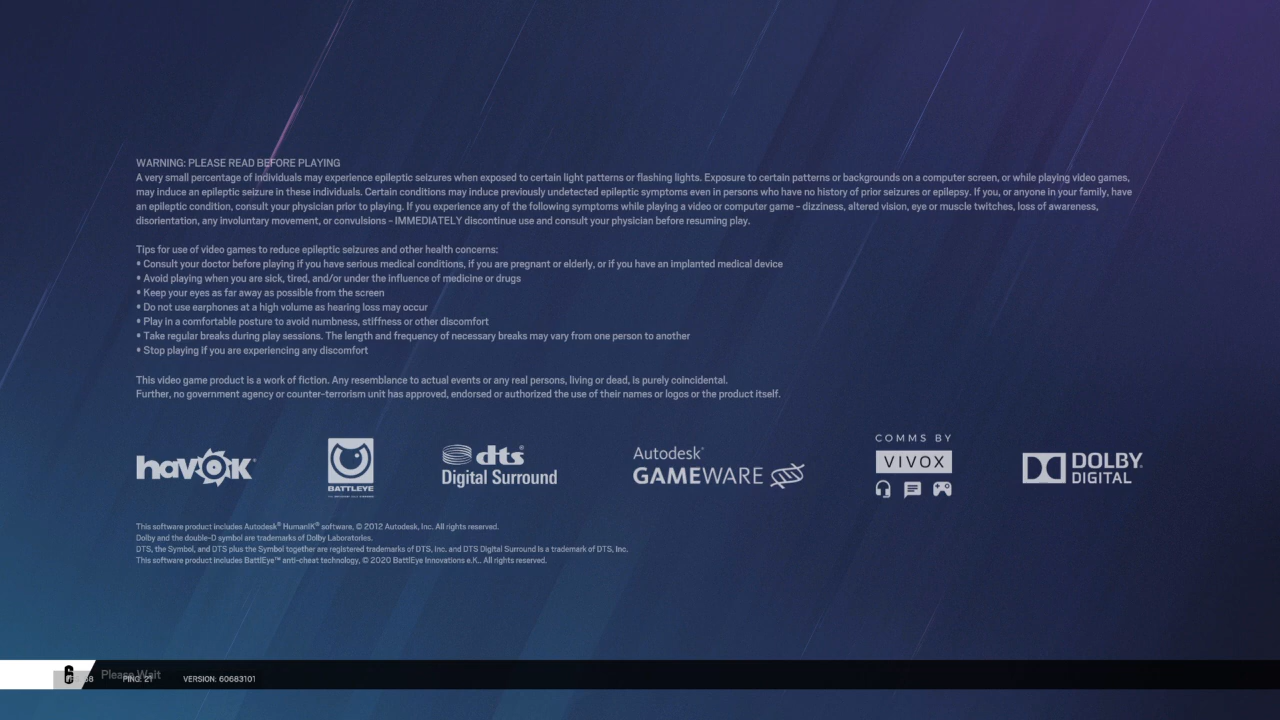 WARNING: PLEASE READ BEFORE PLAYING
A very small percentage of individuals may experience epileptic seizures when exposed to certain light patterns or flashing lights. Exposure to certain patterns or backgrounds on a computer screen, or while playing video games,
may induce an epileptic seizure in these individuals. Certain conditions may induce previously undetected epileptic symptoms even in persons who have no history of prior seizures or epilepsy. If you, or anyone in your family, have
an epileptic condition, consult your physician prior to playing. If you experience any of the following symptoms while playing a video or computer game - dizziness, altered vision, eye or muscle twitches, loss of awareness,
disorientation, any involuntary movement, or convulsions - IMMEDIATELY discontinue use and consult your physician before resuming play.
Tips for use of video games to reduce epileptic seizures and other health concerns:
• Consult your doctor before playing if you have serious medical conditions, if you are pregnant or elderly, or if you have an implanted medical device
• Avoid playing when you are sick, tired, and/or under the influence of medicine or drugs
• Keep your eyes as far away as possible from the screen
• Do not use earphones at a high volume as hearing loss may occur
• Play in a comfortable posture to avoid numbness, stiffness or other discomfort
• Take regular breaks during play sessions. The length and frequency of necessary breaks may vary from one person to another
• Stop playing if you are experiencing any discomfort
This video game product is a work of fiction. Any resemblance to actual events or any real persons, living or dead, is purely coincidental.
Further, no government agency or counter-terrorism unit has approved, endorsed or authorized the use of their names or logos or the product itself.
havok®
BATTLEYE
dts®
Digital Surround
Autodesk®
GAMEWARE
COMMS BY
VIVOX
DOLBY
DIGITAL
This software product includes Autodesk® HumanIK® software, © 2012 Autodesk, Inc. All rights reserved.
Dolby and the double-D symbol are trademarks of Dolby Laboratories.
DTS, the Symbol, and DTS plus the Symbol together are registered trademarks of DTS, Inc. and DTS Digital Surround is a trademark of DTS, Inc.
This software product includes BattlEye™ anti-cheat technology, © 2020 BattlEye Innovations e.K.. All rights reserved.
6
Please Wait
PING: 21
VERSION: 60683101